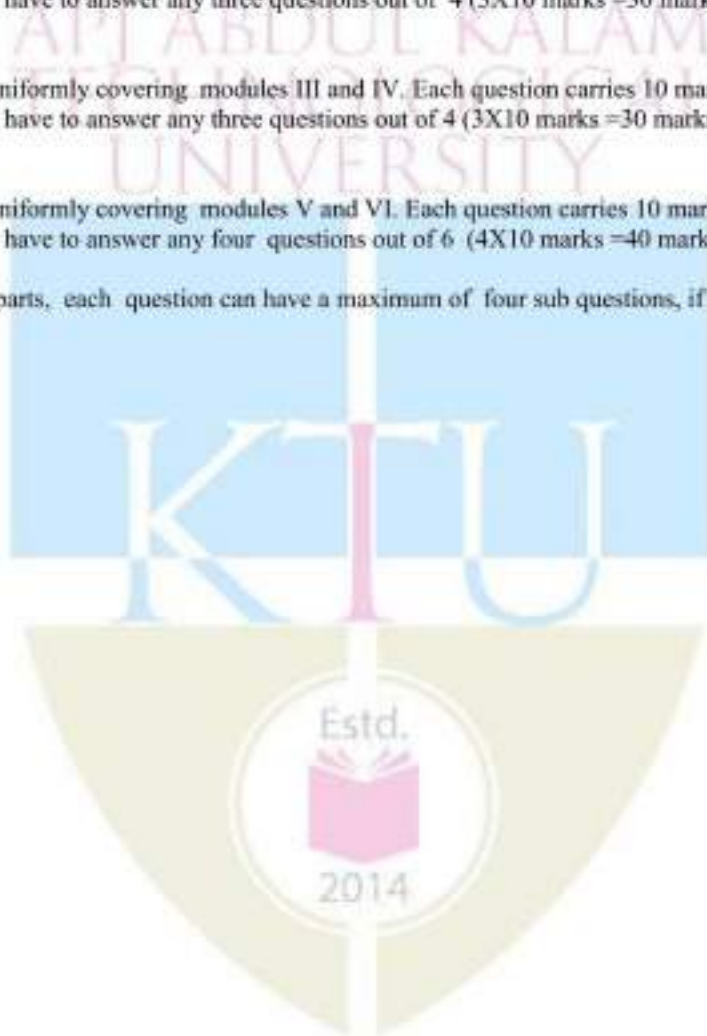 have to answer any three questions out of 4 (3X10 marks =30 mark
APJ ABDUL KALAM
TECHNOLOGICAL
niformly covering modules III and IV. Each question carries 10 mar
have to answer any three questions out of 4 (3X10 marks =30 mark
UNIVERSITY
niformly covering modules V and VI. Each question carries 10 mar
have to answer any four questions out of 6 (4X10 marks =40 mark
parts, each question can have a maximum of four sub questions, if
KTU
Estd.
2014